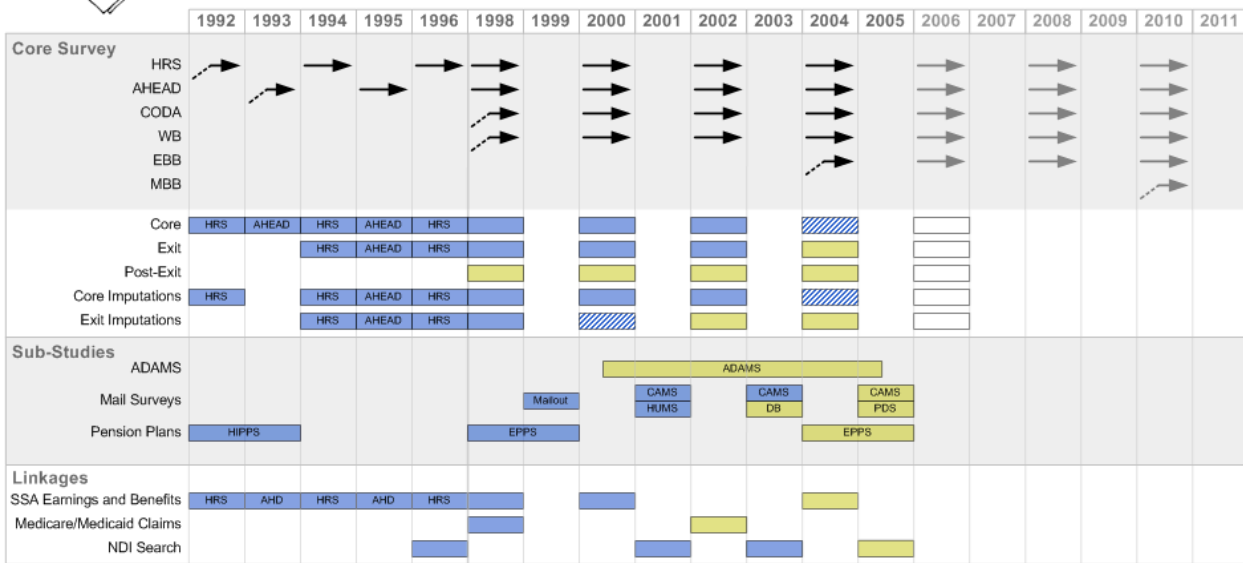 1992 1993 1994 1995 1996 1998 1999 2000 2001 2002 2003 2004 2005 2006 2007 2008 2009 2010 2011
Core Survey
HRS
AHEAD
CODA
WB
EBB
MBB
Core HRS AHEAD HRS AHEAD HRS
Exit HRS AHEAD HRS
Post-Exit
Core Imputations HRS HRS AHEAD HRS
Exit Imputations HRS AHEAD HRS
Sub-Studies
ADAMS ADAMS
Mail Surveys Mailout CAMS CAMS CAMS
HUMS DB PDS
Pension Plans HIPPS EPPS EPPS
Linkages
SSA Earnings and Benefits HRS AHD HRS AHD HRS
Medicare/Medicaid Claims
NDI Search